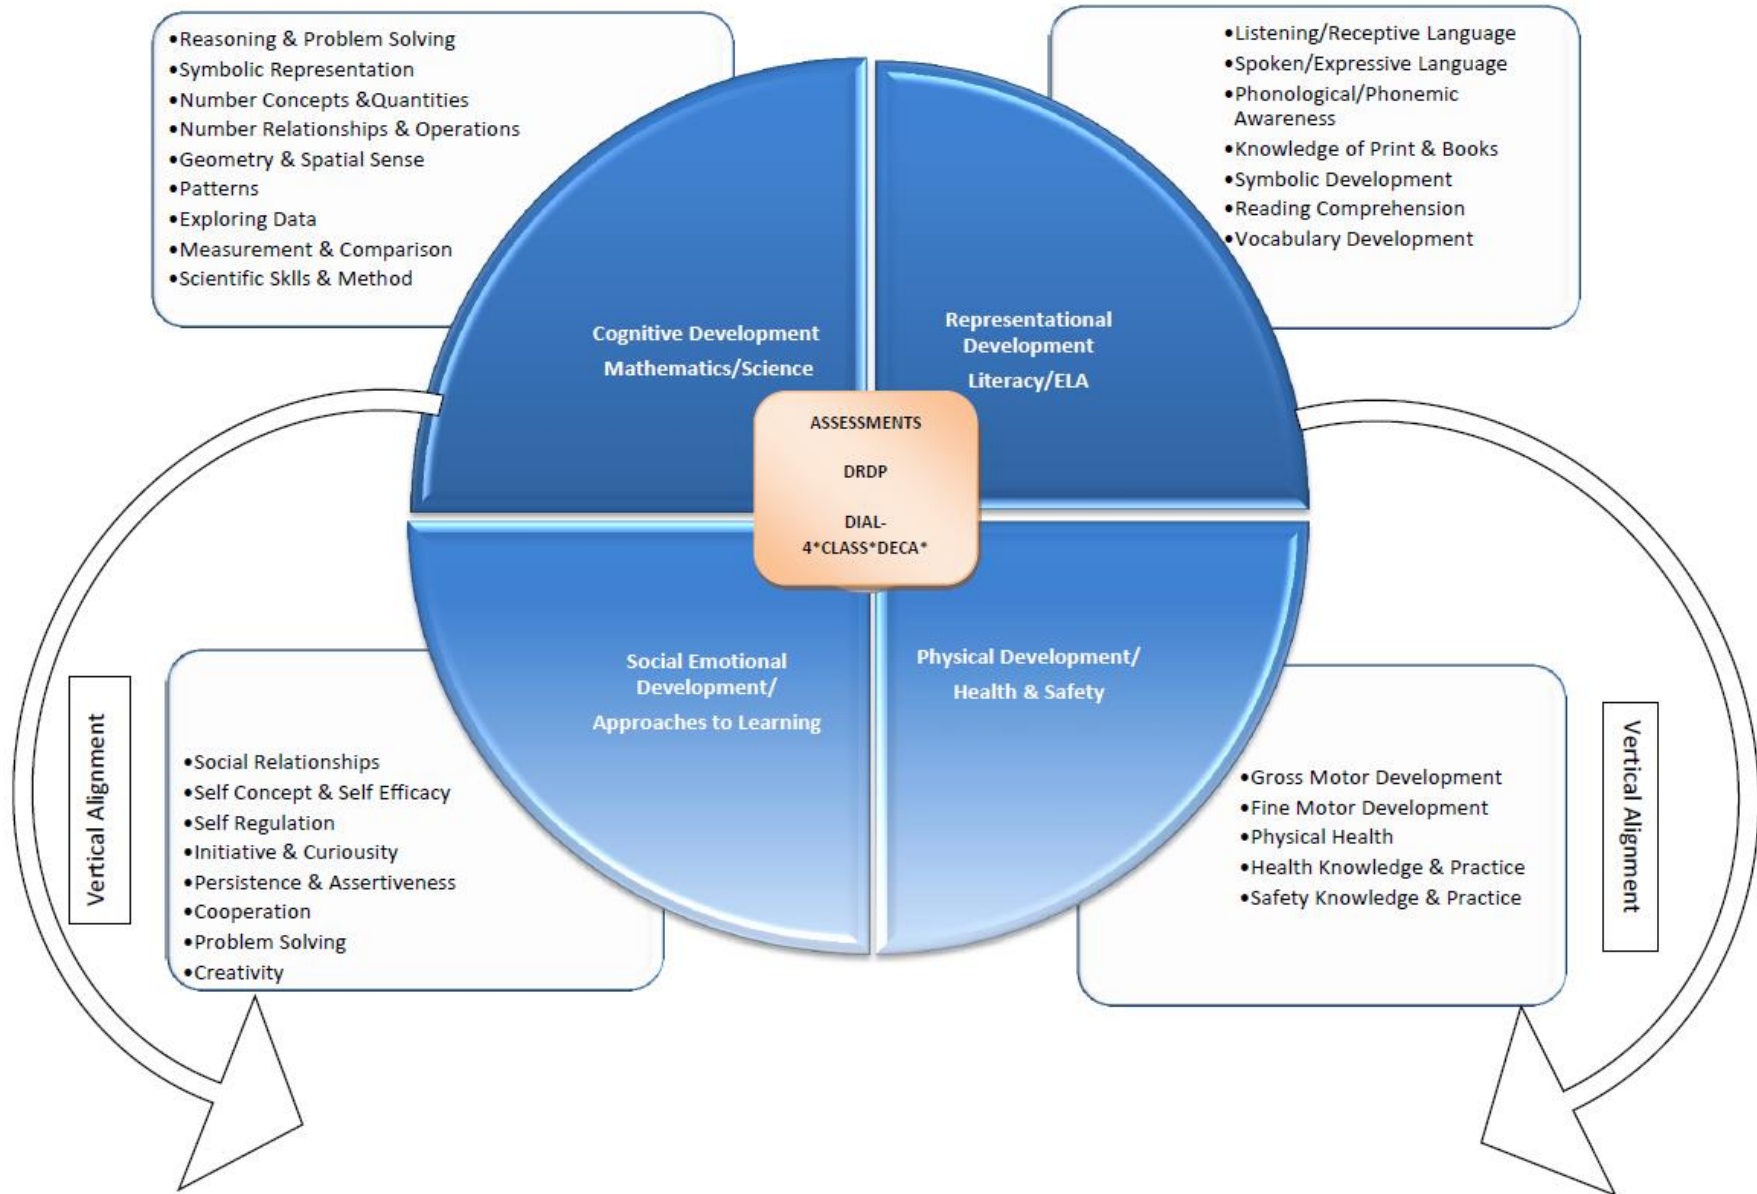 •Reasoning & Problem Solving
•Symbolic Representation
•Number Concepts &Quantities
•Number Relationships & Operations
•Geometry & Spatial Sense
•Patterns
•Exploring Data
•Measurement & Comparison
•Scientific Sklls & Method
•Listening/Receptive Language
•Spoken/Expressive Language
•Phonological/Phonemic
Awareness
•Knowledge of Print & Books
•Symbolic Development
•Reading Comprehension
•Vocabulary Development
Cognitive Development
Mathematics/Science
Representational
Development
Literacy/ELA
ASSESSMENTS
DRDP
DIAL-
4*CLASS*DECA*
Social Emotional
Development/
Approaches to Learning
Physical Development/
Health & Safety
Vertical Alignment
•Social Relationships
•Self Concept & Self Efficacy
•Self Regulation
•Initiative & Curiousity
•Persistence & Assertiveness
•Cooperation
•Problem Solving
•Creativity
•Gross Motor Development
•Fine Motor Development
•Physical Health
•Health Knowledge & Practice
•Safety Knowledge & Practice
Vertical Alignment